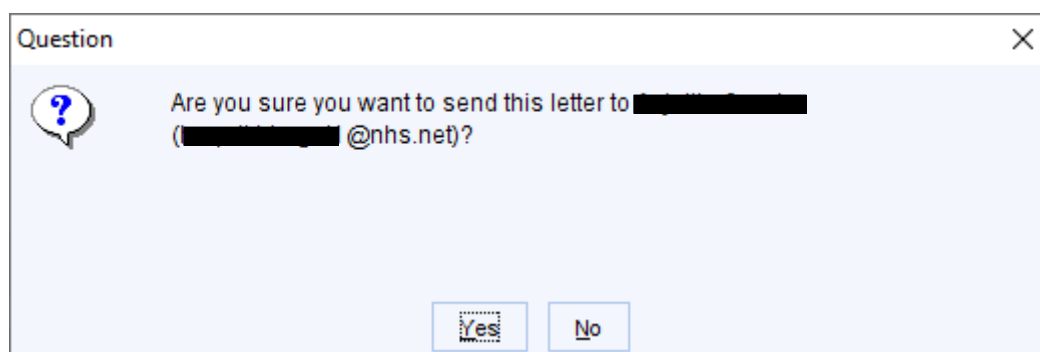 Question
Are you sure you want to send this letter to
( @nhs.net)?
Yes
No